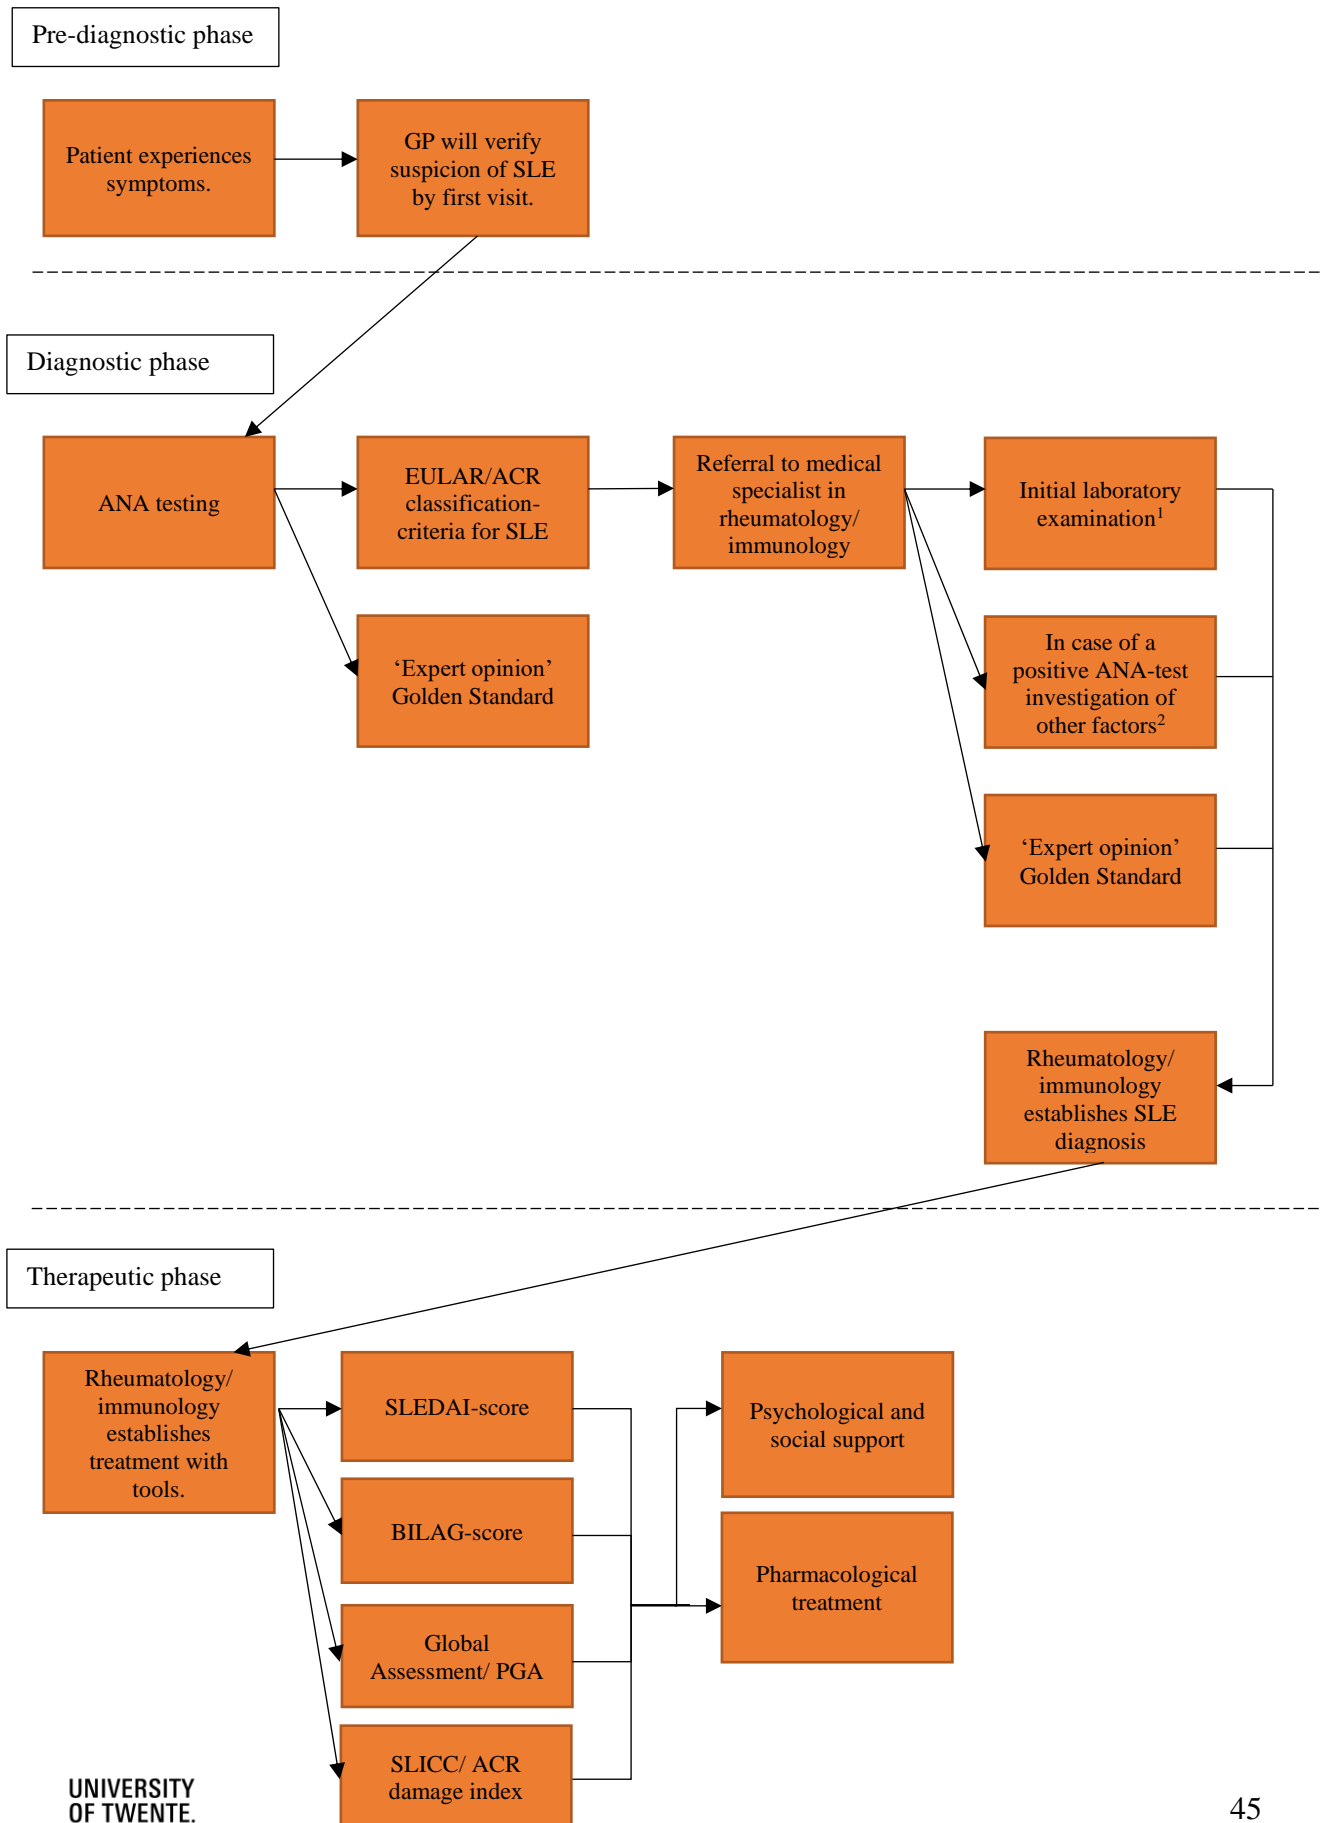 Pre-diagnostic phase
Patient experiences
symptoms.
GP will verify
suspicion of SLE
by first visit.
Diagnostic phase
ANA testing
EULAR/ACR
classification-
criteria for SLE
Referral to medical
specialist in
rheumatology/
immunology
Initial laboratory
examination¹
‘Expert opinion’
Golden Standard
In case of a
positive ANA-test
investigation of
other factors²
‘Expert opinion’
Golden Standard
Rheumatology/
immunology
establishes SLE
diagnosis
Therapeutic phase
Rheumatology/
immunology
establishes
treatment with
tools.
SLEDAI-score
BILAG-score
Global
Assessment/ PGA
SLICC/ ACR
damage index
Psychological and
social support
Pharmacological
treatment
UNIVERSITY
OF TWENTE.
45